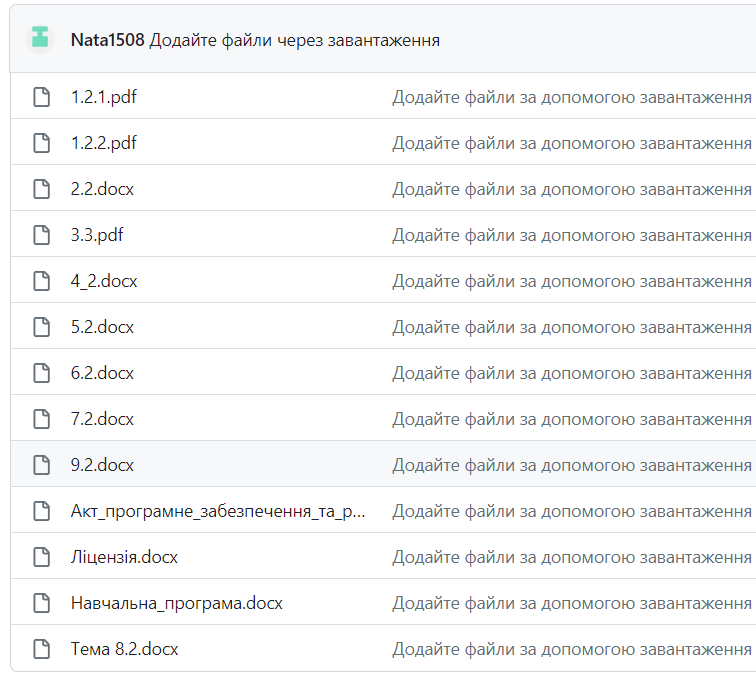 Nata1508 Додайте файли через завантаження
1.2.1.pdf Додайте файли за допомогою завантаження
1.2.2.pdf Додайте файли за допомогою завантаження
2.2.docx Додайте файли за допомогою завантаження
3.3.pdf Додайте файли за допомогою завантаження
4_2.docx Додайте файли за допомогою завантаження
5.2.docx Додайте файли за допомогою завантаження
6.2.docx Додайте файли за допомогою завантаження
7.2.docx Додайте файли за допомогою завантаження
9.2.docx Додайте файли за допомогою завантаження
Акт_програмне_забезпечення_та_р... Додайте файли за допомогою завантаження
Ліцензія.docx Додайте файли за допомогою завантаження
Навчальна_програма.docx Додайте файли за допомогою завантаження
Тема 8.2.docx Додайте файли за допомогою завантаження